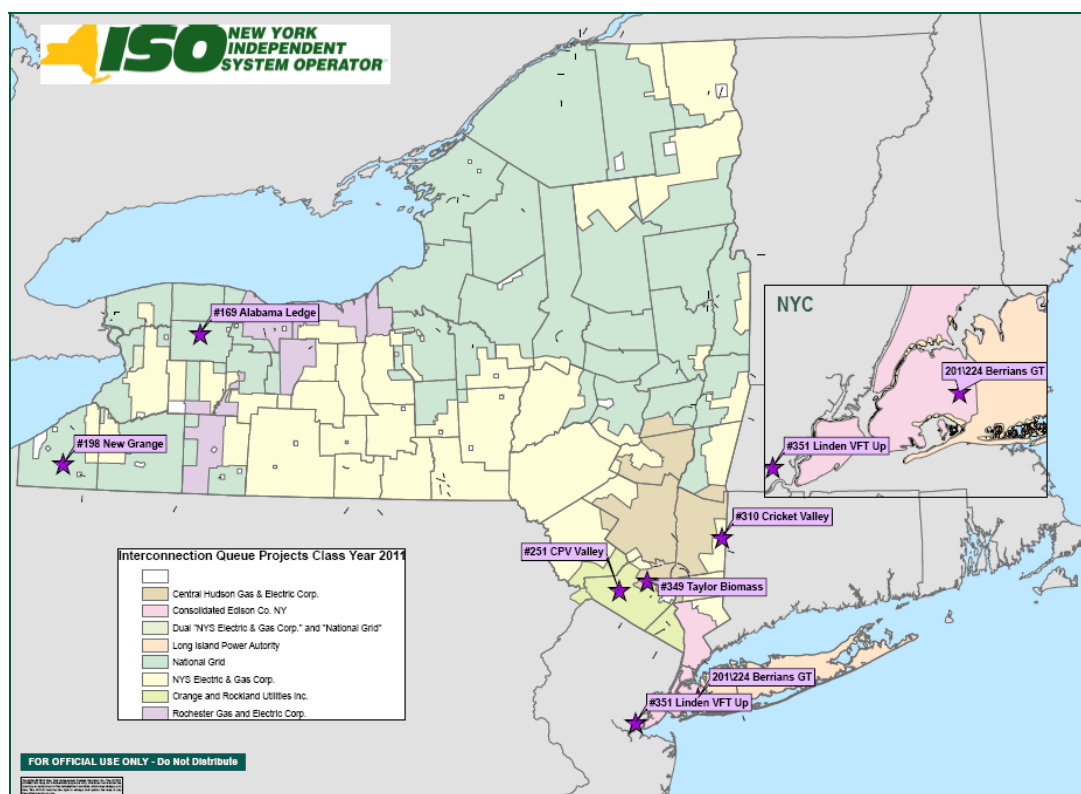 ISO NEW YORK
INDEPENDENT
SYSTEM OPERATOR
#169 Alabama Ledge
NYC
201\224 Berrians GT
#351 Linden VFT Up
#198 New Grange
#310 Cricket Valley
#251 CPV Valley
#349 Taylor Biomass
201\224 Berrians GT
#351 Linden VFT Up
Interconnection Queue Projects Class Year 2011
Central Hudson Gas & Electric Corp.
Consolidated Edison Co. NY
Dual "NYS Electric & Gas Corp." and "National Grid"
Long Island Power Autority
National Grid
NYS Electric & Gas Corp.
Orange and Rockland Utilities Inc.
Rochester Gas and Electric Corp.
FOR OFFICIAL USE ONLY - Do Not Distribute